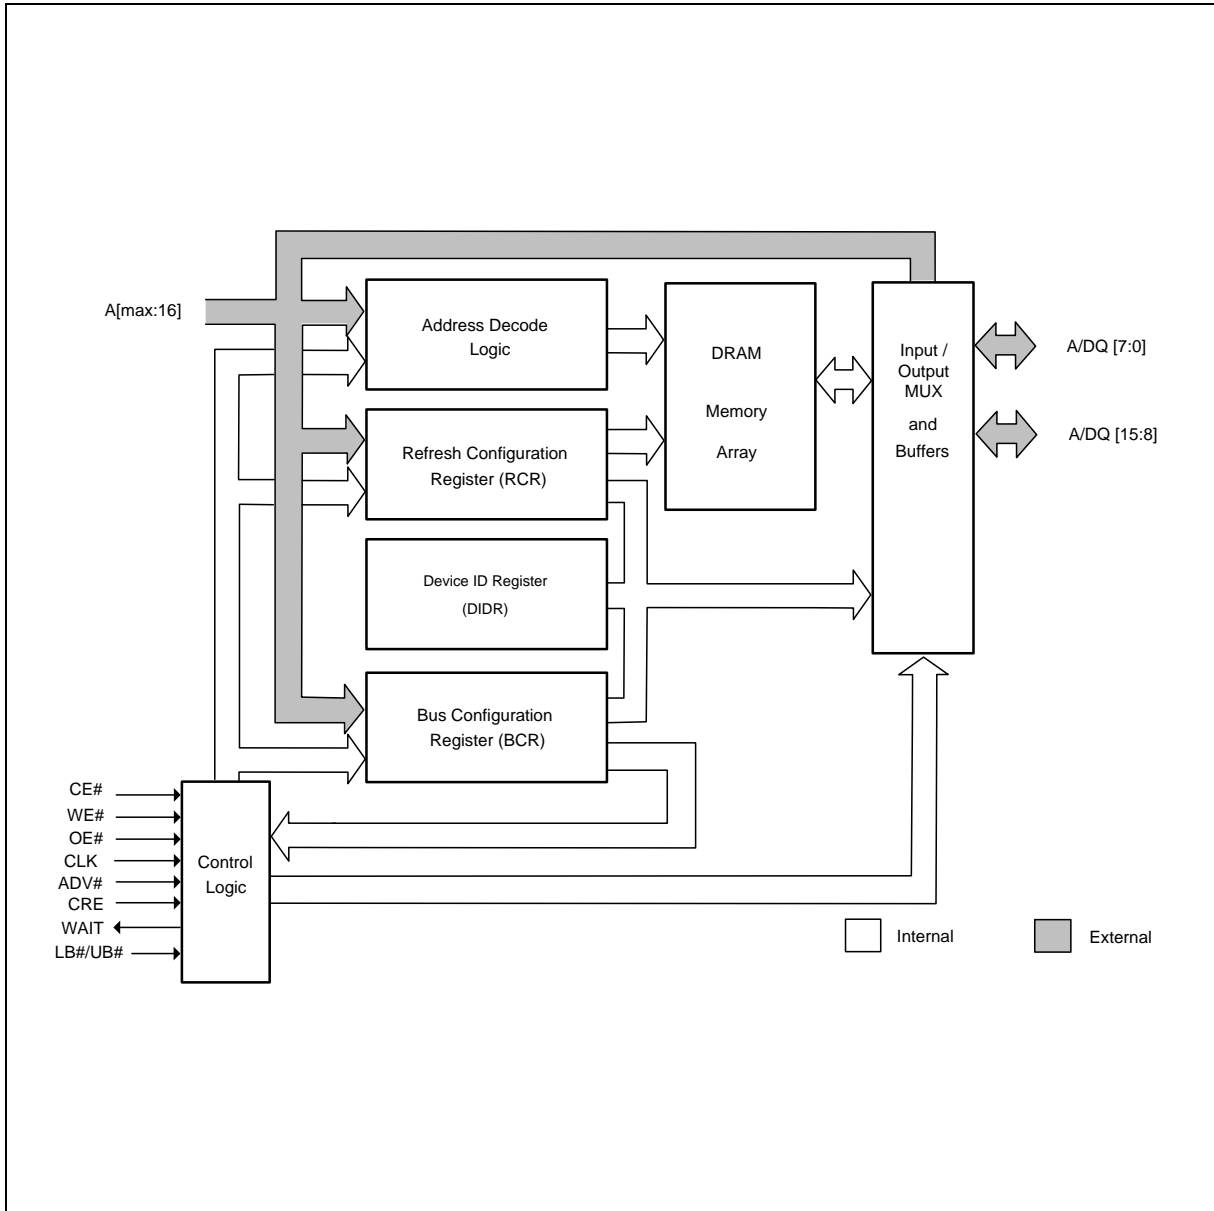 A[max:16]
Address Decode
Logic
DRAM
Memory
Array
Input /
Output
MUX
and
Buffers
A/DQ [7:0]
A/DQ [15:8]
Refresh Configuration
Register (RCR)
Device ID Register
(DIDR)
Bus Configuration
Register (BCR)
CE#
WE#
OE#
CLK
ADV#
CRE
WAIT
LB#/UB#
Control
Logic
Internal
External